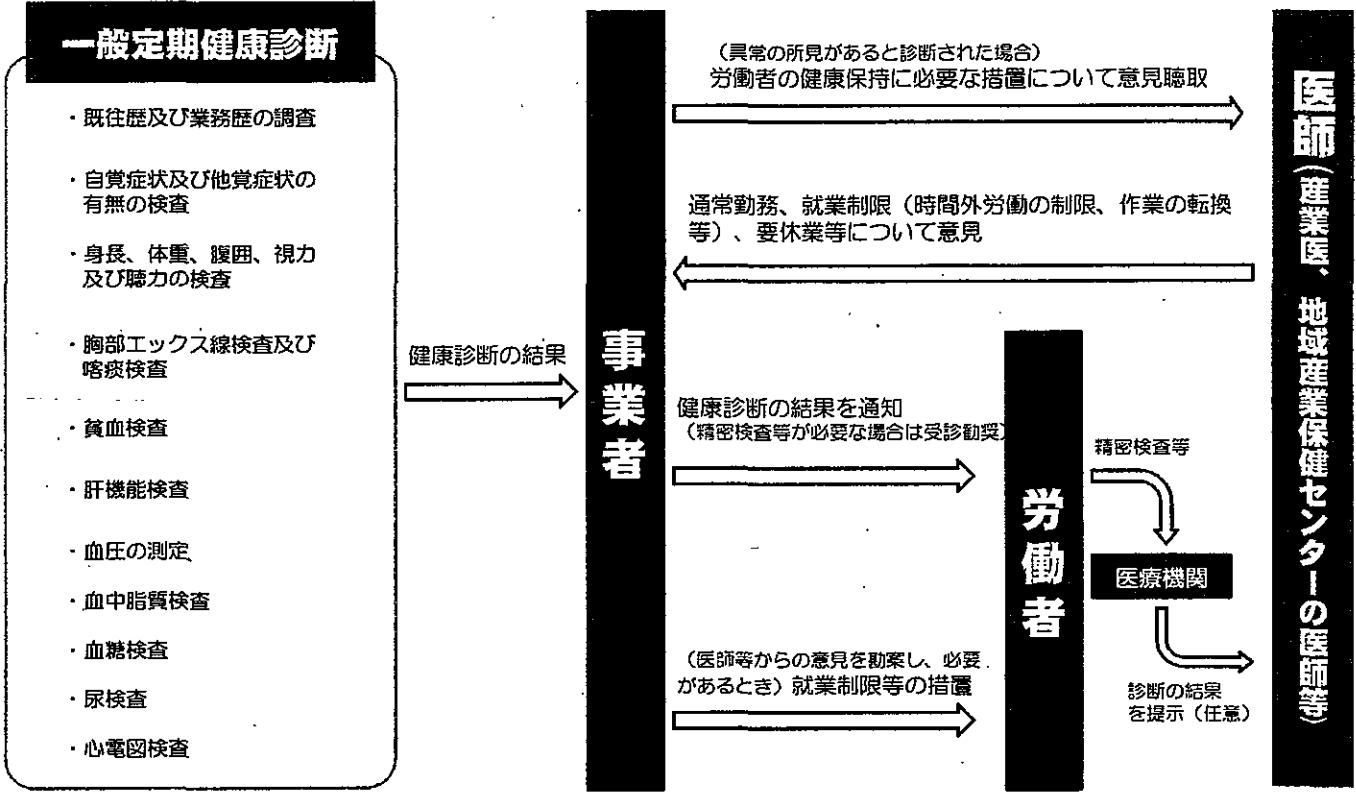 一般定期健康診断
・既往歴及び業務歴の調査
・自覚症状及び他覚症状の
有無の検査
・身長、体重、腹囲、視力
及び聴力の検査
・胸部エックス線検査及び
喀痰検査
・貧血検査
・肝機能検査
・血圧の測定
・血中脂質検査
・血糖検査
・尿検査
・心電図検査
健康診断の結果
事業者
（異常の所見があると診断された場合）
労働者の健康保持に必要な措置について意見聴取
通常勤務、就業制限（時間外労働の制限、作業の転換
等）、要休業等について意見
健康診断の結果を通知
（精密検査等が必要な場合は受診勧奨）
（医師等からの意見を勘案し、必要
があるとき）就業制限等の措置
労働者
精密検査等
医療機関
診断の結果
を提示（任意）
医師（産業医、地域産業保健センターの医師等）